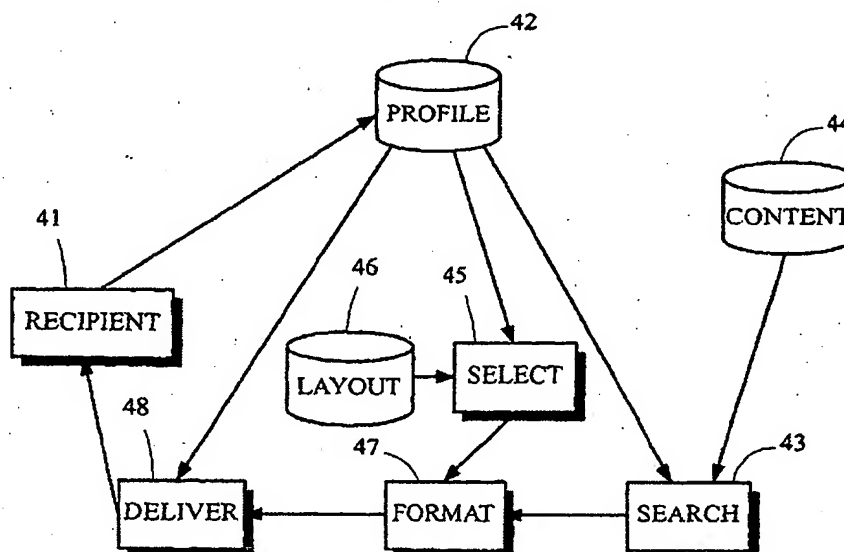 42
PROFILE
44
CONTENT
41
RECIPIENT
46
45
LAYOUT
SELECT
48
47
43
DELIVER
FORMAT
SEARCH